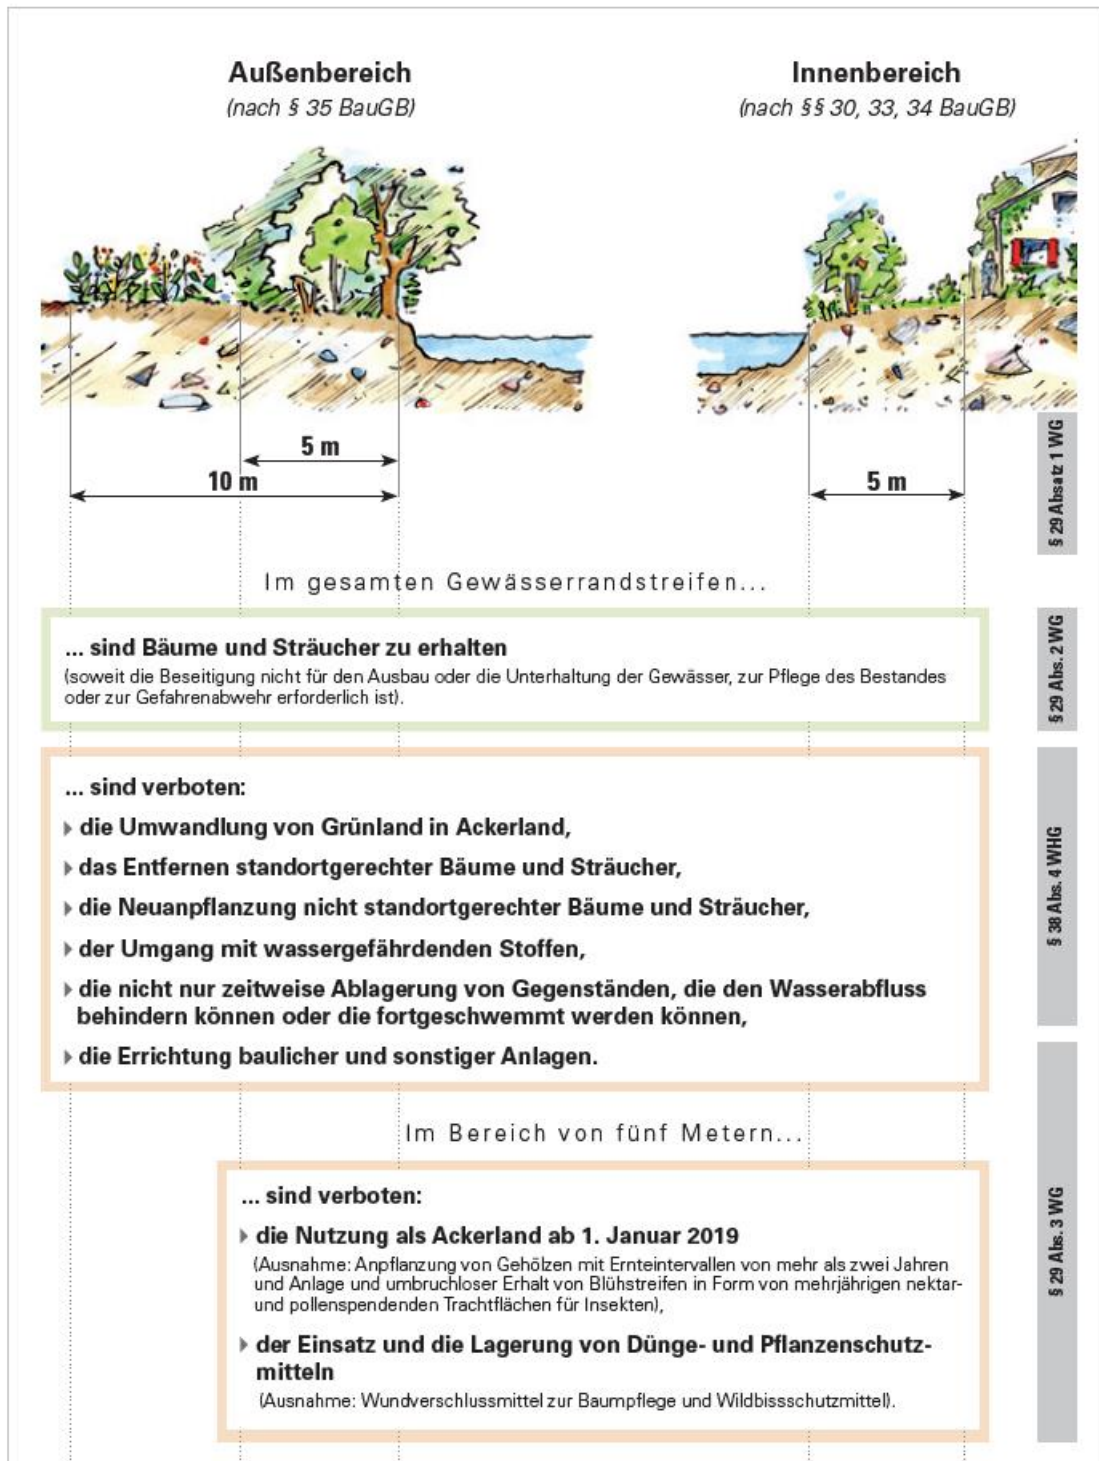 Außenbereich
(nach § 35 BauGB)
Innenbereich
(nach §§ 30, 33, 34 BauGB)
5 m
10 m
5 m
§ 29 Absatz 1 WG
Im gesamten Gewässerrandstreifen...
... sind Bäume und Sträucher zu erhalten
(soweit die Beseitigung nicht für den Ausbau oder die Unterhaltung der Gewässer, zur Pflege des Bestandes
oder zur Gefahrenabwehr erforderlich ist).
§ 29 Abs. 2 WG
... sind verboten:
die Umwandlung von Grünland in Ackerland,
das Entfernen standortgerechter Bäume und Sträucher,
die Neuanpflanzung nicht standortgerechter Bäume und Sträucher,
der Umgang mit wassergefährdenden Stoffen,
die nicht nur zeitweise Ablagerung von Gegenständen, die den Wasserabfluss
behindern können oder die fortgeschwemmt werden können,
die Errichtung baulicher und sonstiger Anlagen.
§ 38 Abs. 4 WHG
Im Bereich von fünf Metern...
... sind verboten:
die Nutzung als Ackerland ab 1. Januar 2019
(Ausnahme: Anpflanzung von Gehölzen mit Ernteintervallen von mehr als zwei Jahren
und Anlage und umbruchloser Erhalt von Blühstreifen in Form von mehrjährigen nektar-
und pollenspendenden Trachtflächen für Insekten),
der Einsatz und die Lagerung von Dünge- und Pflanzenschutz-
mitteln
(Ausnahme: Wundverschlussmittel zur Baumpflege und Wildbissschutzmittel).
§ 29 Abs. 3 WG